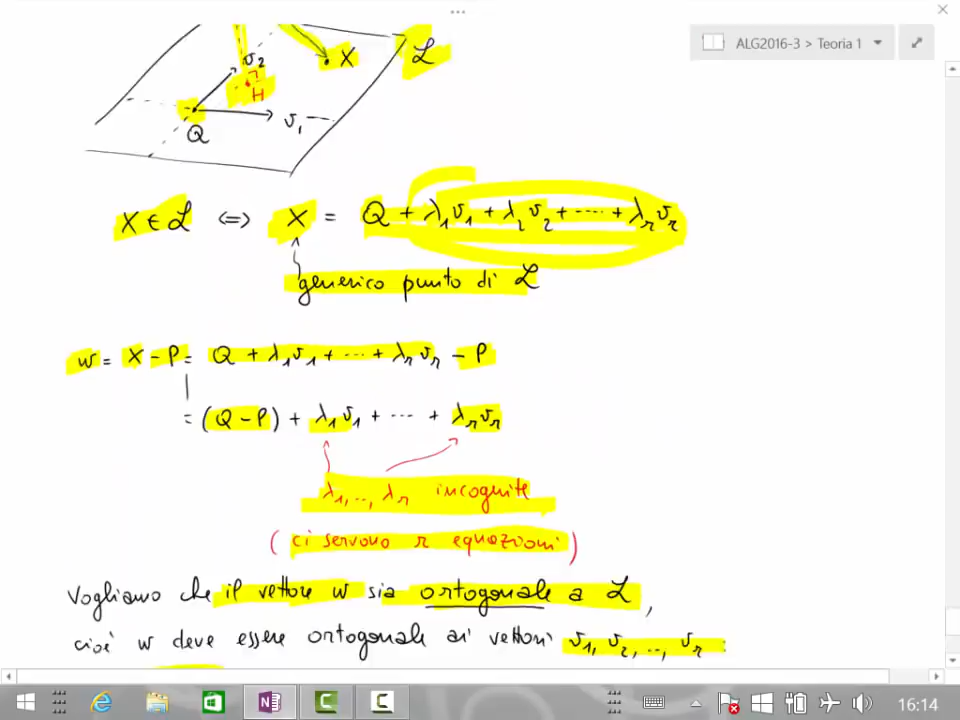 ALG2016-3 > Teoria 1
v₂ X ℒ
H
Q v₁
X ∈ ℒ ⟺ X = Q + λ₁v₁ + λ₂v₂ + ---- + λᵣvᵣ
generico punto di ℒ
w = X - P = Q + λ₁v₁ + ··· + λᵣvᵣ - P
= (Q - P) + λ₁v₁ + ··· + λᵣvᵣ
λ₁,..,λᵣ incognite
(ci servono r equazioni)
Vogliamo che il vettore w sia ortogonale a ℒ,
cioè w deve essere ortogonale ai vettori v₁, v₂, .., vᵣ :
16:14